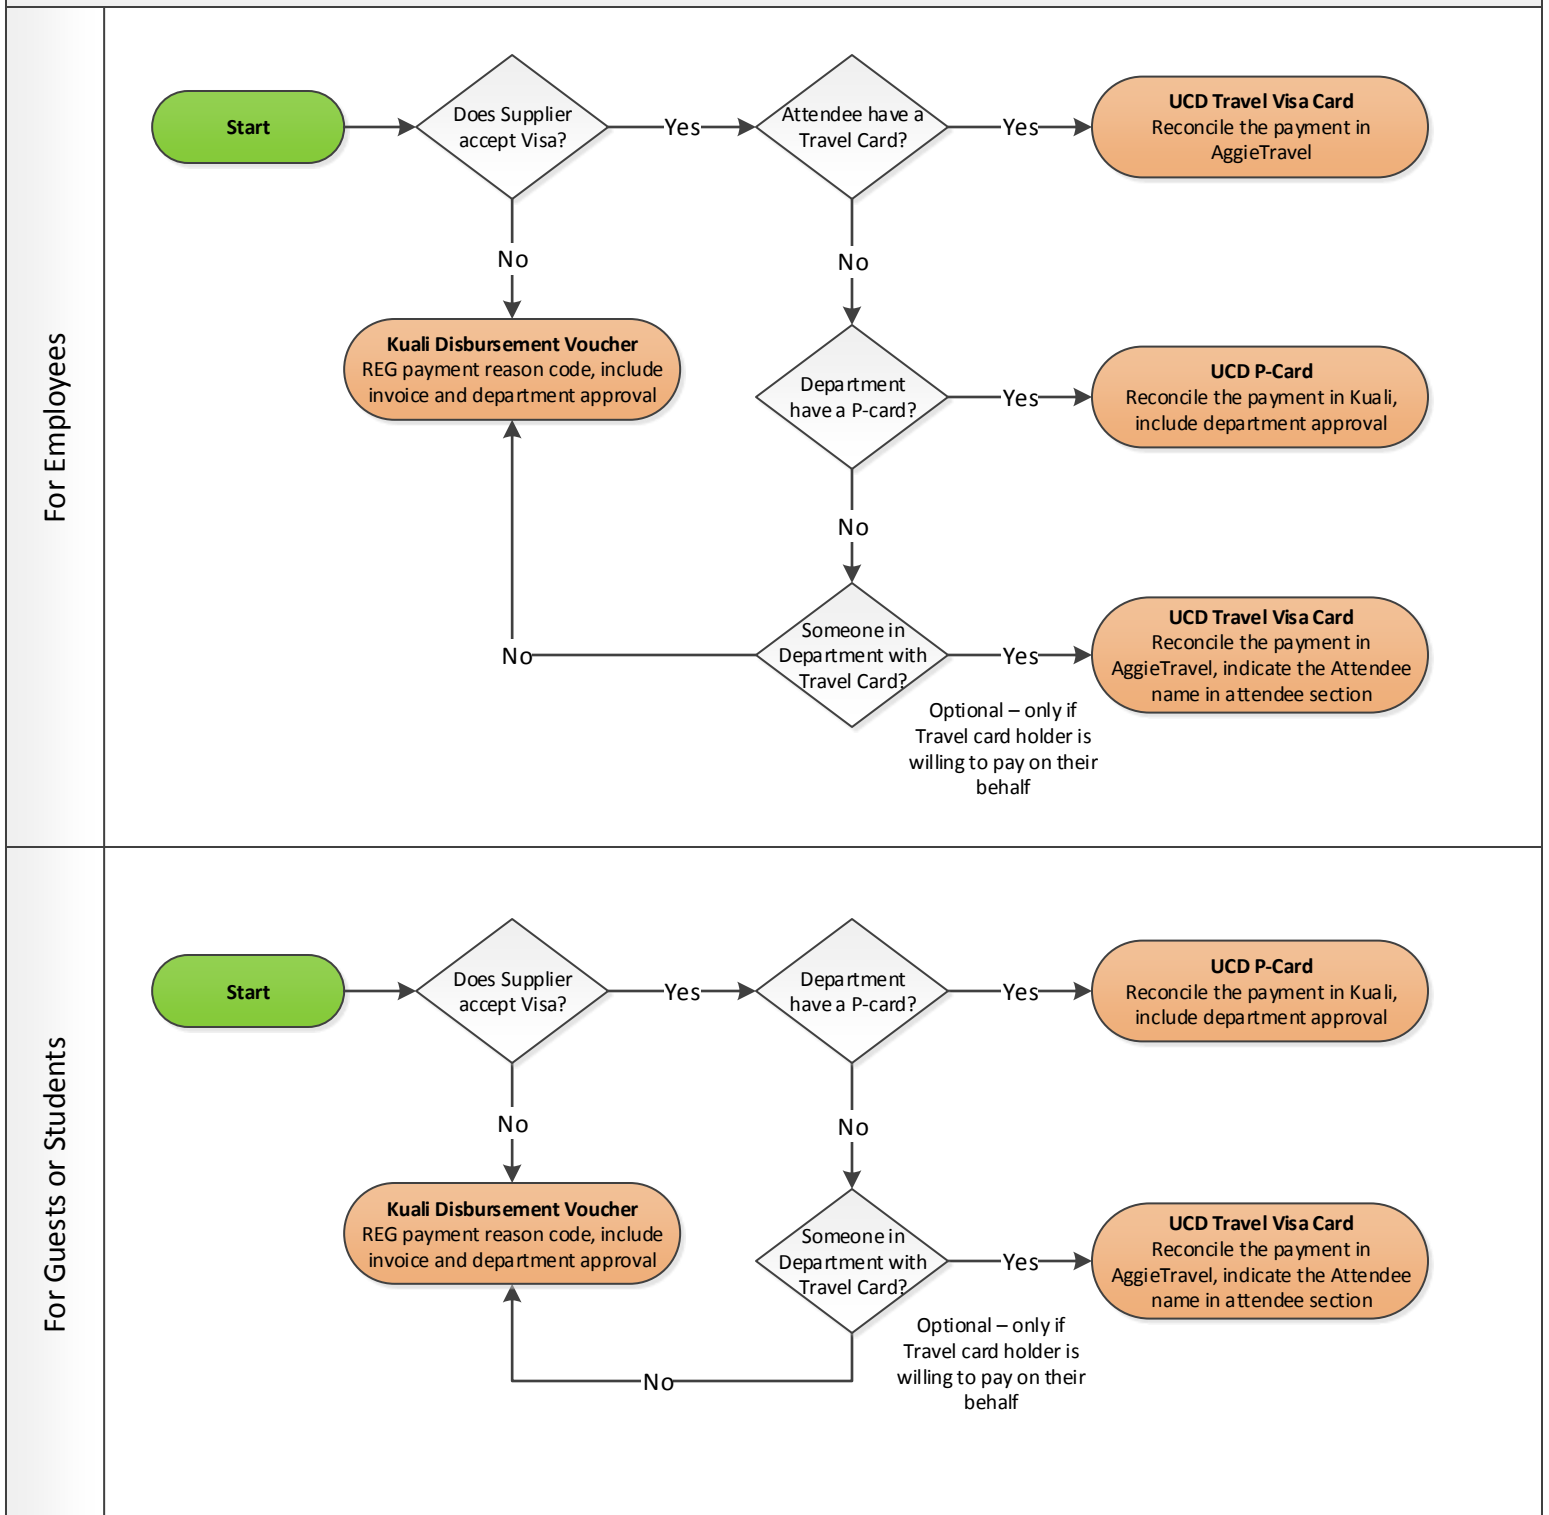 For Employees
Start
Does Supplier
accept Visa?
Yes
Attendee have a
Travel Card?
Yes
UCD Travel Visa Card
Reconcile the payment in
AggieTravel
No
No
Kuali Disbursement Voucher
REG payment reason code, include
invoice and department approval
Department
have a P-card?
Yes
UCD P-Card
Reconcile the payment in Kuali,
include department approval
No
Someone in
Department with
Travel Card?
No
Yes
UCD Travel Visa Card
Reconcile the payment in
AggieTravel, indicate the Attendee
name in attendee section
Optional – only if
Travel card holder is
willing to pay on their
behalf
For Guests or Students
Start
Does Supplier
accept Visa?
Yes
Department
have a P-card?
Yes
UCD P-Card
Reconcile the payment in Kuali,
include department approval
No
No
Kuali Disbursement Voucher
REG payment reason code, include
invoice and department approval
Someone in
Department with
Travel Card?
Yes
UCD Travel Visa Card
Reconcile the payment in
AggieTravel, indicate the Attendee
name in attendee section
Optional – only if
Travel card holder is
willing to pay on their
behalf
No